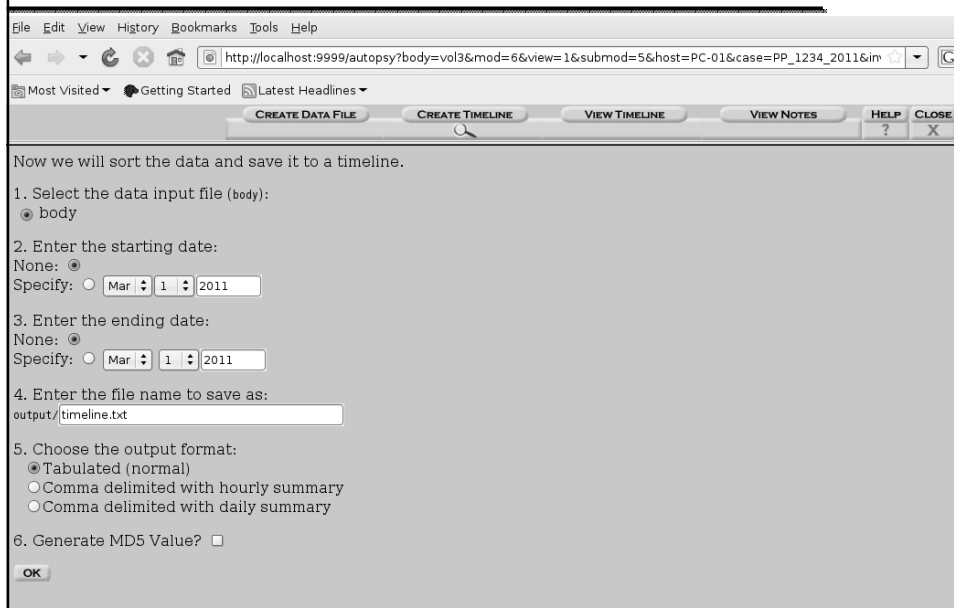 File Edit View History Bookmarks Tools Help
http://localhost:9999/autopsy?body=vol3&mod=6&view=1&submod=5&host=PC-01&case=PP_1234_2011&in
Most Visited Getting Started Latest Headlines
CREATE DATA FILE CREATE TIMELINE VIEW TIMELINE VIEW NOTES HELP CLOSE
? X
Now we will sort the data and save it to a timeline.
1. Select the data input file (body):
body
2. Enter the starting date:
None:
Specify: Mar 1 2011
3. Enter the ending date:
None:
Specify: Mar 1 2011
4. Enter the file name to save as:
output/timeline.txt
5. Choose the output format:
Tabulated (normal)
Comma delimited with hourly summary
Comma delimited with daily summary
6. Generate MD5 Value?
OK